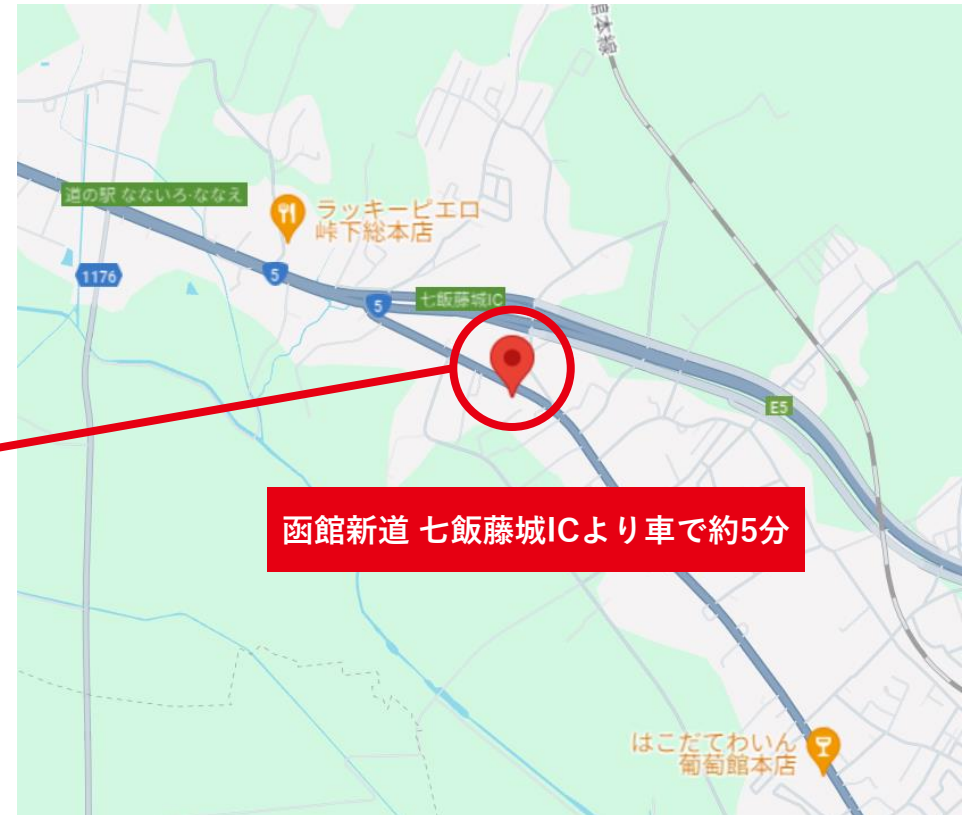 館本線
道の駅 なないろ・ななえ
ラッキーピエロ
峠下総本店
1176
5
5
七飯藤城IC
E5
函館新道 七飯藤城ICより車で約5分
はこだてわいん
葡萄館本店